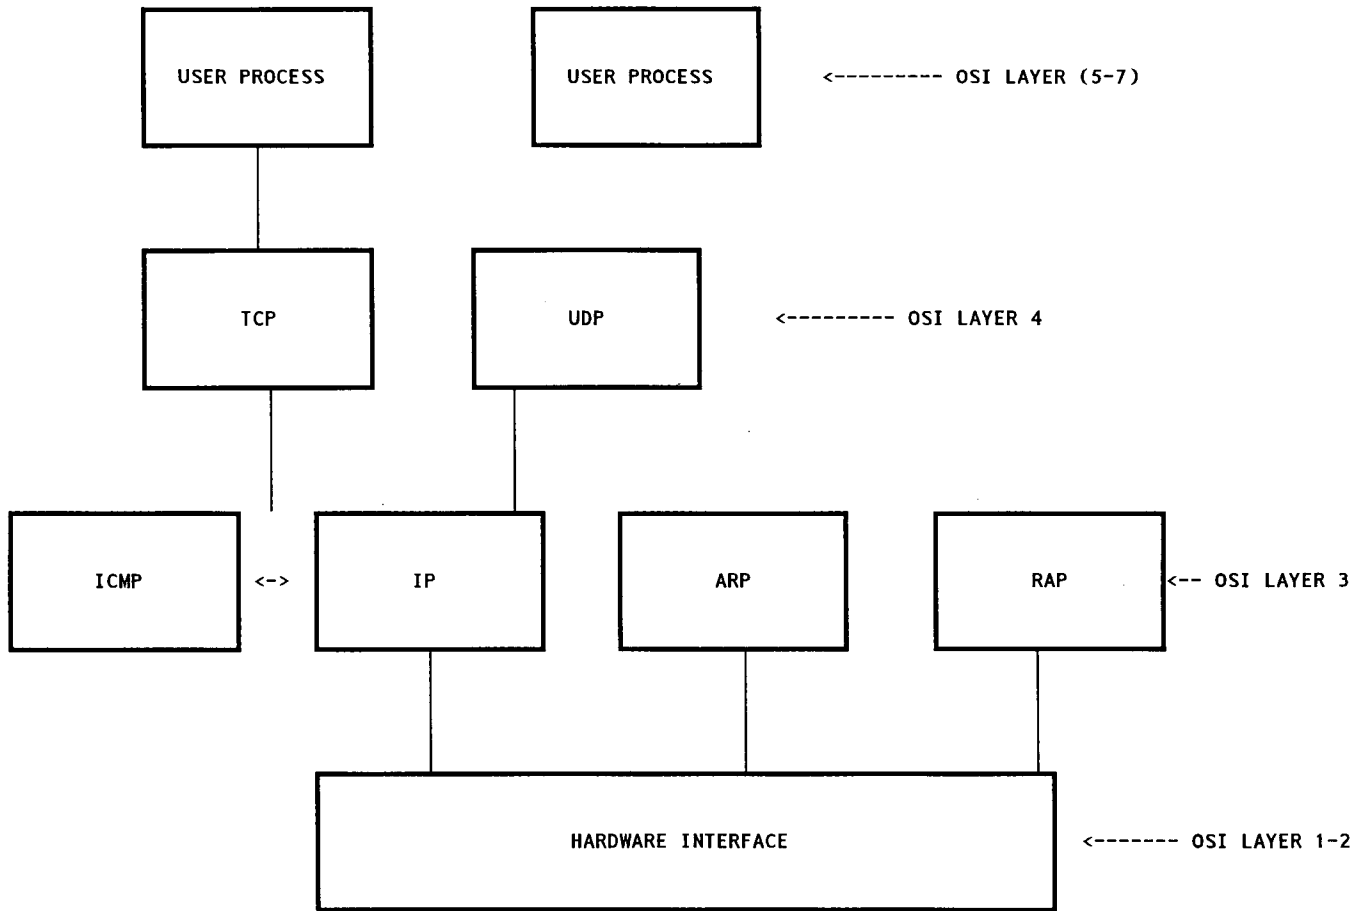 USER PROCESS USER PROCESS <--------- OSI LAYER (5-7)
TCP UDP <--------- OSI LAYER 4
ICMP <-> IP ARP RAP <-- OSI LAYER 3
HARDWARE INTERFACE <------- OSI LAYER 1-2